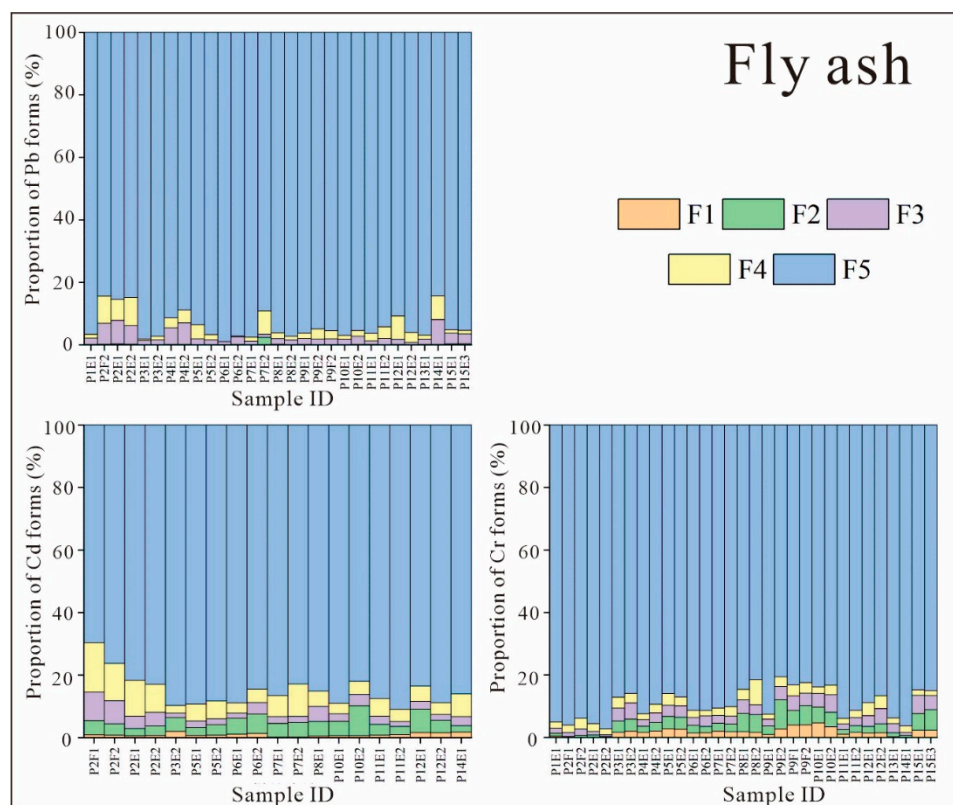 Fly ash
F1 F2 F3
F4 F5
Proportion of Pb forms (%)
100
80
60
40
20
0
P1E1 P2F2 P2E1 P2E2 P3E1 P3E2 P4E1 P4E2 P5E1 P5E2 P6E1 P6E2 P7E1 P7E2 P8E1 P8E2 P9E1 P9E2 P9F2 P10E1 P10E2 P11E1 P11E2 P12E1 P12E2 P13E1 P14E1 P15E1 P15E3
Sample ID
Proportion of Cd forms (%)
100
80
60
40
20
0
P2F1 P2F2 P2E1 P2E2 P3E2 P5E1 P5E2 P6E1 P6E2 P7E1 P7E2 P8E1 P10E1 P10E2 P11E1 P11E2 P12E1 P12E2 P14E1
Proportion of Cr forms (%)
100
80
60
40
20
0
P1E1 P2F1 P2F2 P2E1 P2E2 P3E1 P3E2 P4E1 P4E2 P5E1 P5E2 P6E1 P6E2 P7E1 P7E2 P8E1 P8E2 P9E1 P9E2 P9F1 P9F2 P10E1 P10E2 P11E1 P11E2 P12E1 P12E2 P13E1 P14E1 P15E1 P15E3
Sample ID